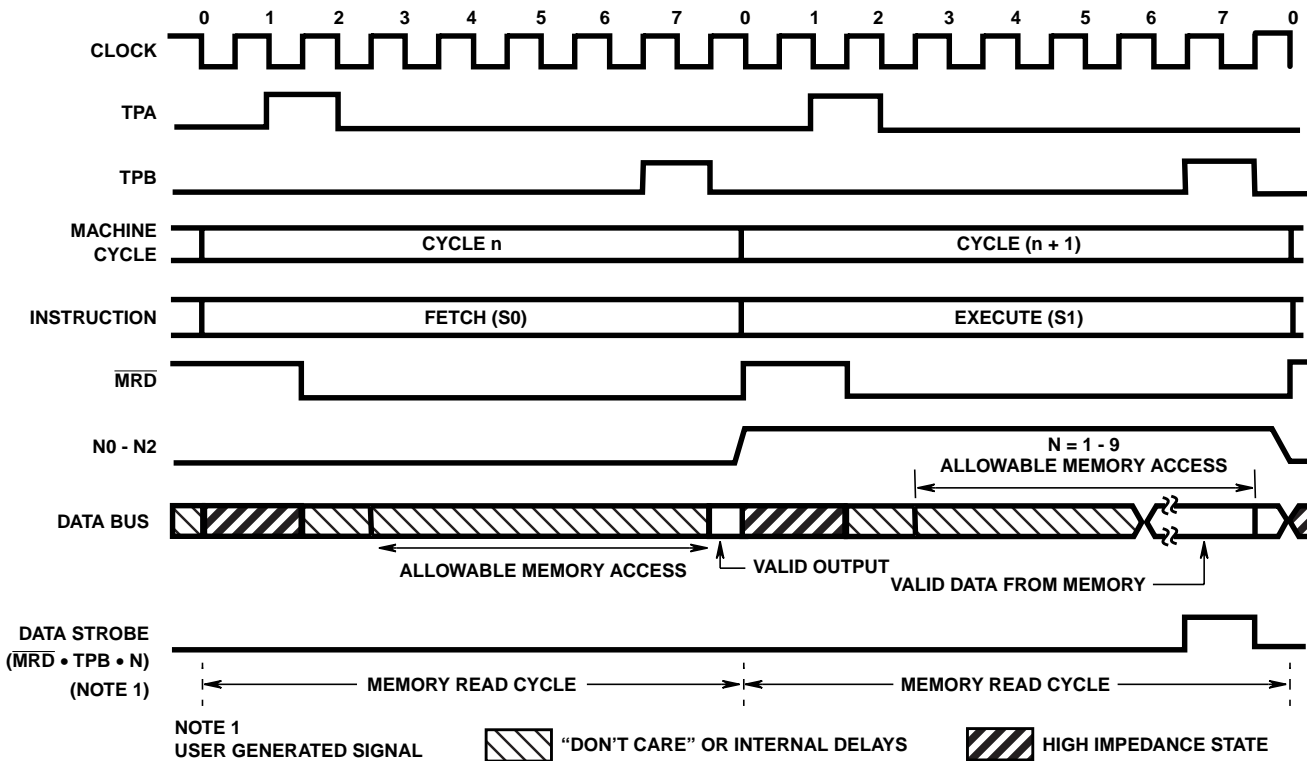 0 1 2 3 4 5 6 7 0 1 2 3 4 5 6 7 0
CLOCK
TPA
TPB
MACHINE
CYCLE
CYCLE n
CYCLE (n + 1)
INSTRUCTION
FETCH (S0)
EXECUTE (S1)
MRD
N0 - N2
N = 1 - 9
ALLOWABLE MEMORY ACCESS
DATA BUS
ALLOWABLE MEMORY ACCESS
VALID OUTPUT
VALID DATA FROM MEMORY
DATA STROBE
(MRD • TPB • N)
(NOTE 1)
MEMORY READ CYCLE
MEMORY READ CYCLE
NOTE 1
USER GENERATED SIGNAL
“DON'T CARE” OR INTERNAL DELAYS
HIGH IMPEDANCE STATE